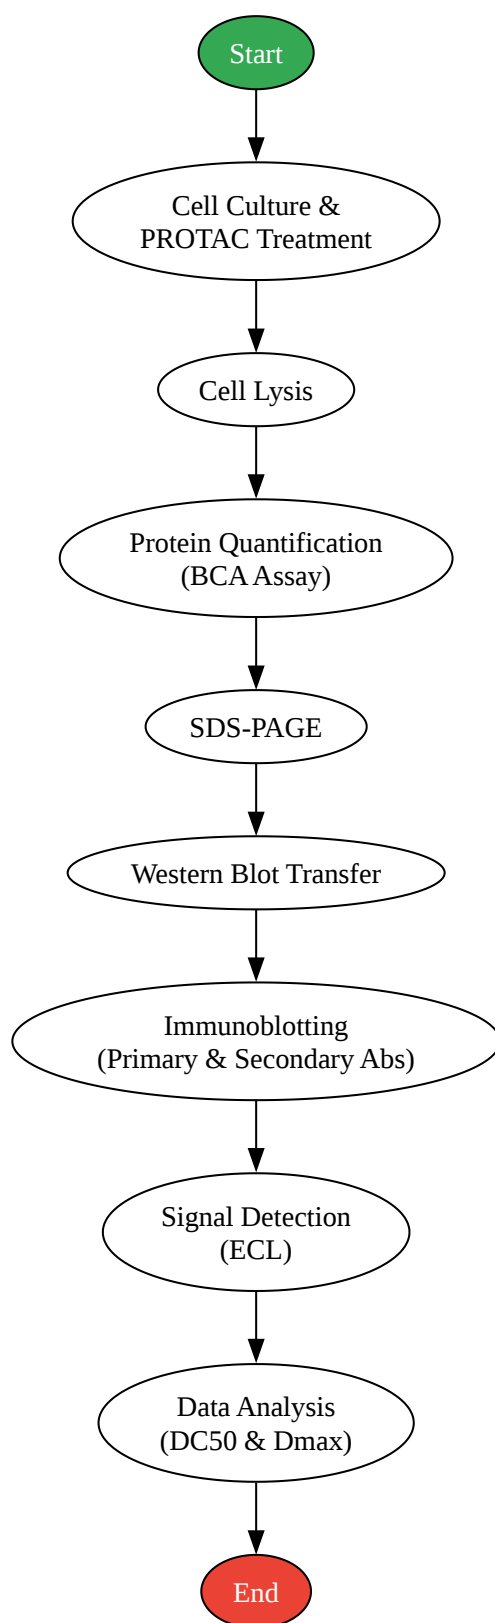 Start
Cell Culture &
PROTAC Treatment
Cell Lysis
Protein Quantification
(BCA Assay)
SDS-PAGE
Western Blot Transfer
Immunoblotting
(Primary & Secondary Abs)
Signal Detection
(ECL)
Data Analysis
(DC50 & Dmax)
End